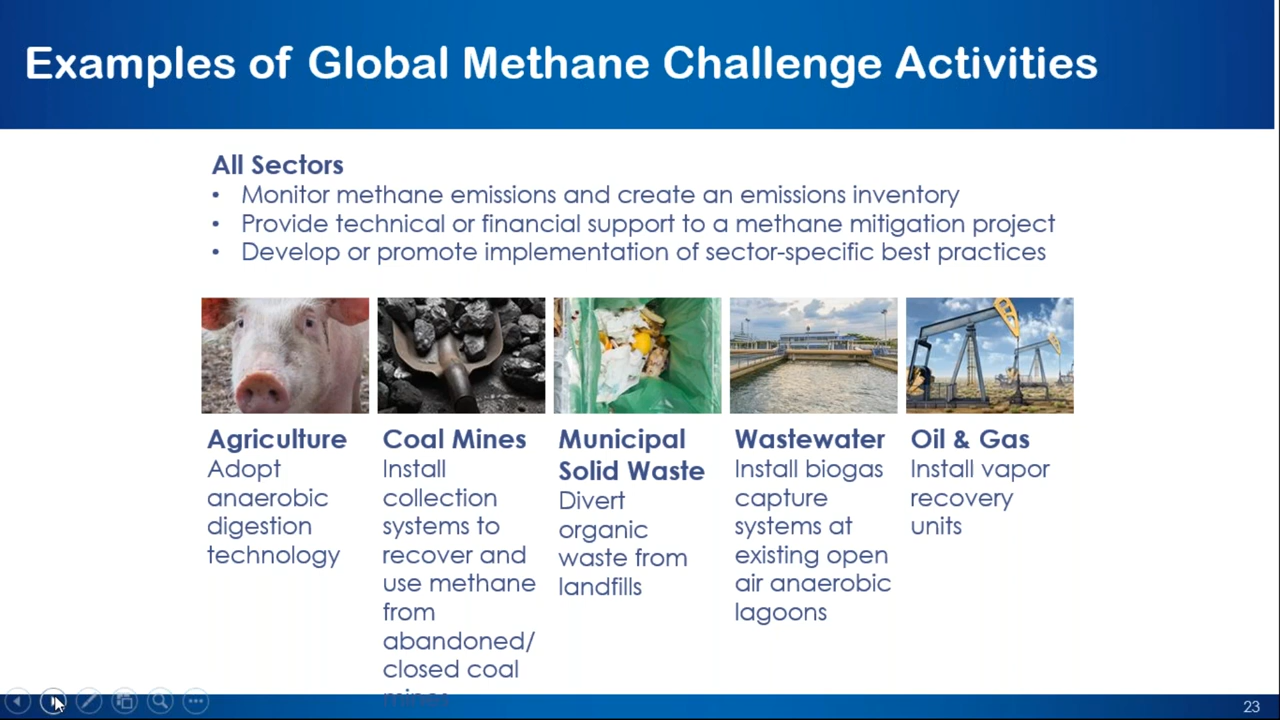 Examples of Global Methane Challenge Activities
All Sectors
• Monitor methane emissions and create an emissions inventory
• Provide technical or financial support to a methane mitigation project
• Develop or promote implementation of sector-specific best practices
Agriculture
Adopt
anaerobic
digestion
technology
Coal Mines
Install
collection
systems to
recover and
use methane
from
abandoned/
closed coal
mines
Municipal
Solid Waste
Divert
organic
waste from
landfills
Wastewater
Install biogas
capture
systems at
existing open
air anaerobic
lagoons
Oil & Gas
Install vapor
recovery
units
23